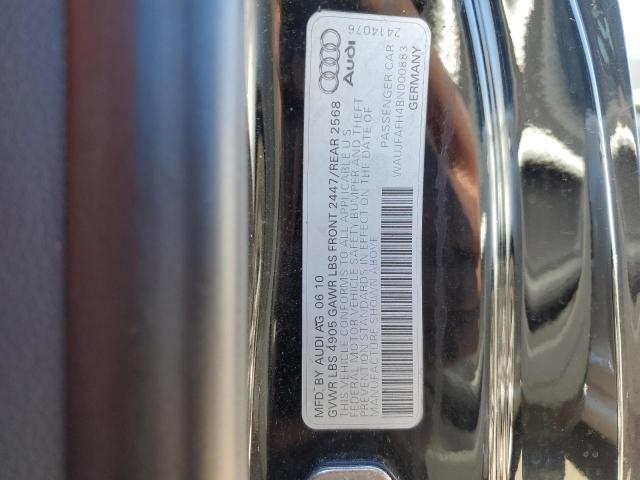 2414076
Audi
MFD. BY AUDI AG 06 10
GVWR LBS 4905 GAWR LBS FRONT 2447/REAR 2568
THIS VEHICLE CONFORMS TO ALL APPLICABLE U S
FEDERAL MOTOR VEHICLE SAFETY BUMPER AND THEFT
PREVENTION STANDARDS IN EFFECT ON THE DATE OF
MANUFACTURE SHOWN ABOVE
PASSENGER CAR
WAUJFAFH4BN000883
GERMANY